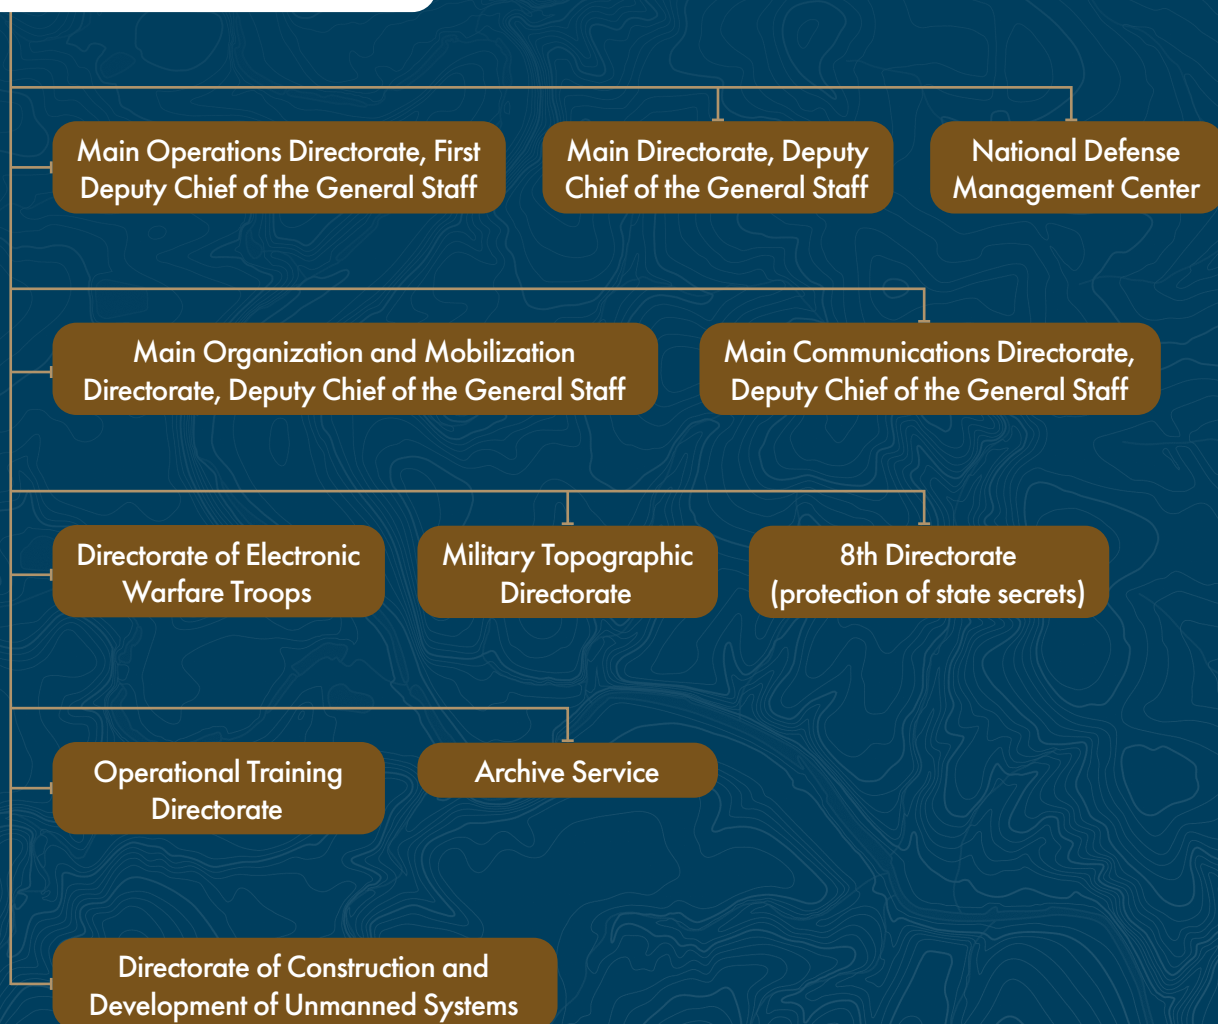 Main Operations Directorate, First
Deputy Chief of the General Staff
Main Directorate, Deputy
Chief of the General Staff
National Defense
Management Center
Main Organization and Mobilization
Directorate, Deputy Chief of the General Staff
Main Communications Directorate,
Deputy Chief of the General Staff
Directorate of Electronic
Warfare Troops
Military Topographic
Directorate
8th Directorate
(protection of state secrets)
Operational Training
Directorate
Archive Service
Directorate of Construction and
Development of Unmanned Systems